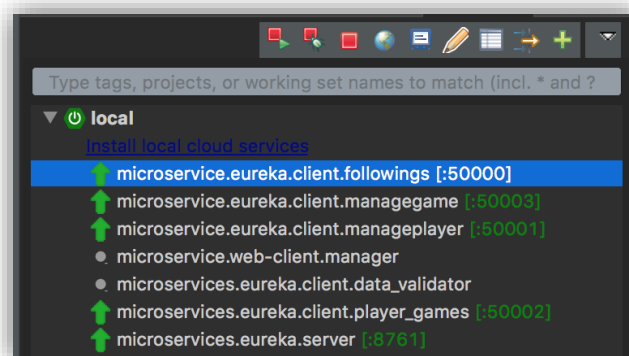 Type tags, projects, or working set names to match (incl. * and ?
local
Install local cloud services
microservice.eureka.client.followings [:50000]
microservice.eureka.client.managegame [:50003]
microservice.eureka.client.manageplayer [:50001]
microservice.web-client.manager
microservices.eureka.client.data_validator
microservices.eureka.client.player_games [:50002]
microservices.eureka.server [:8761]